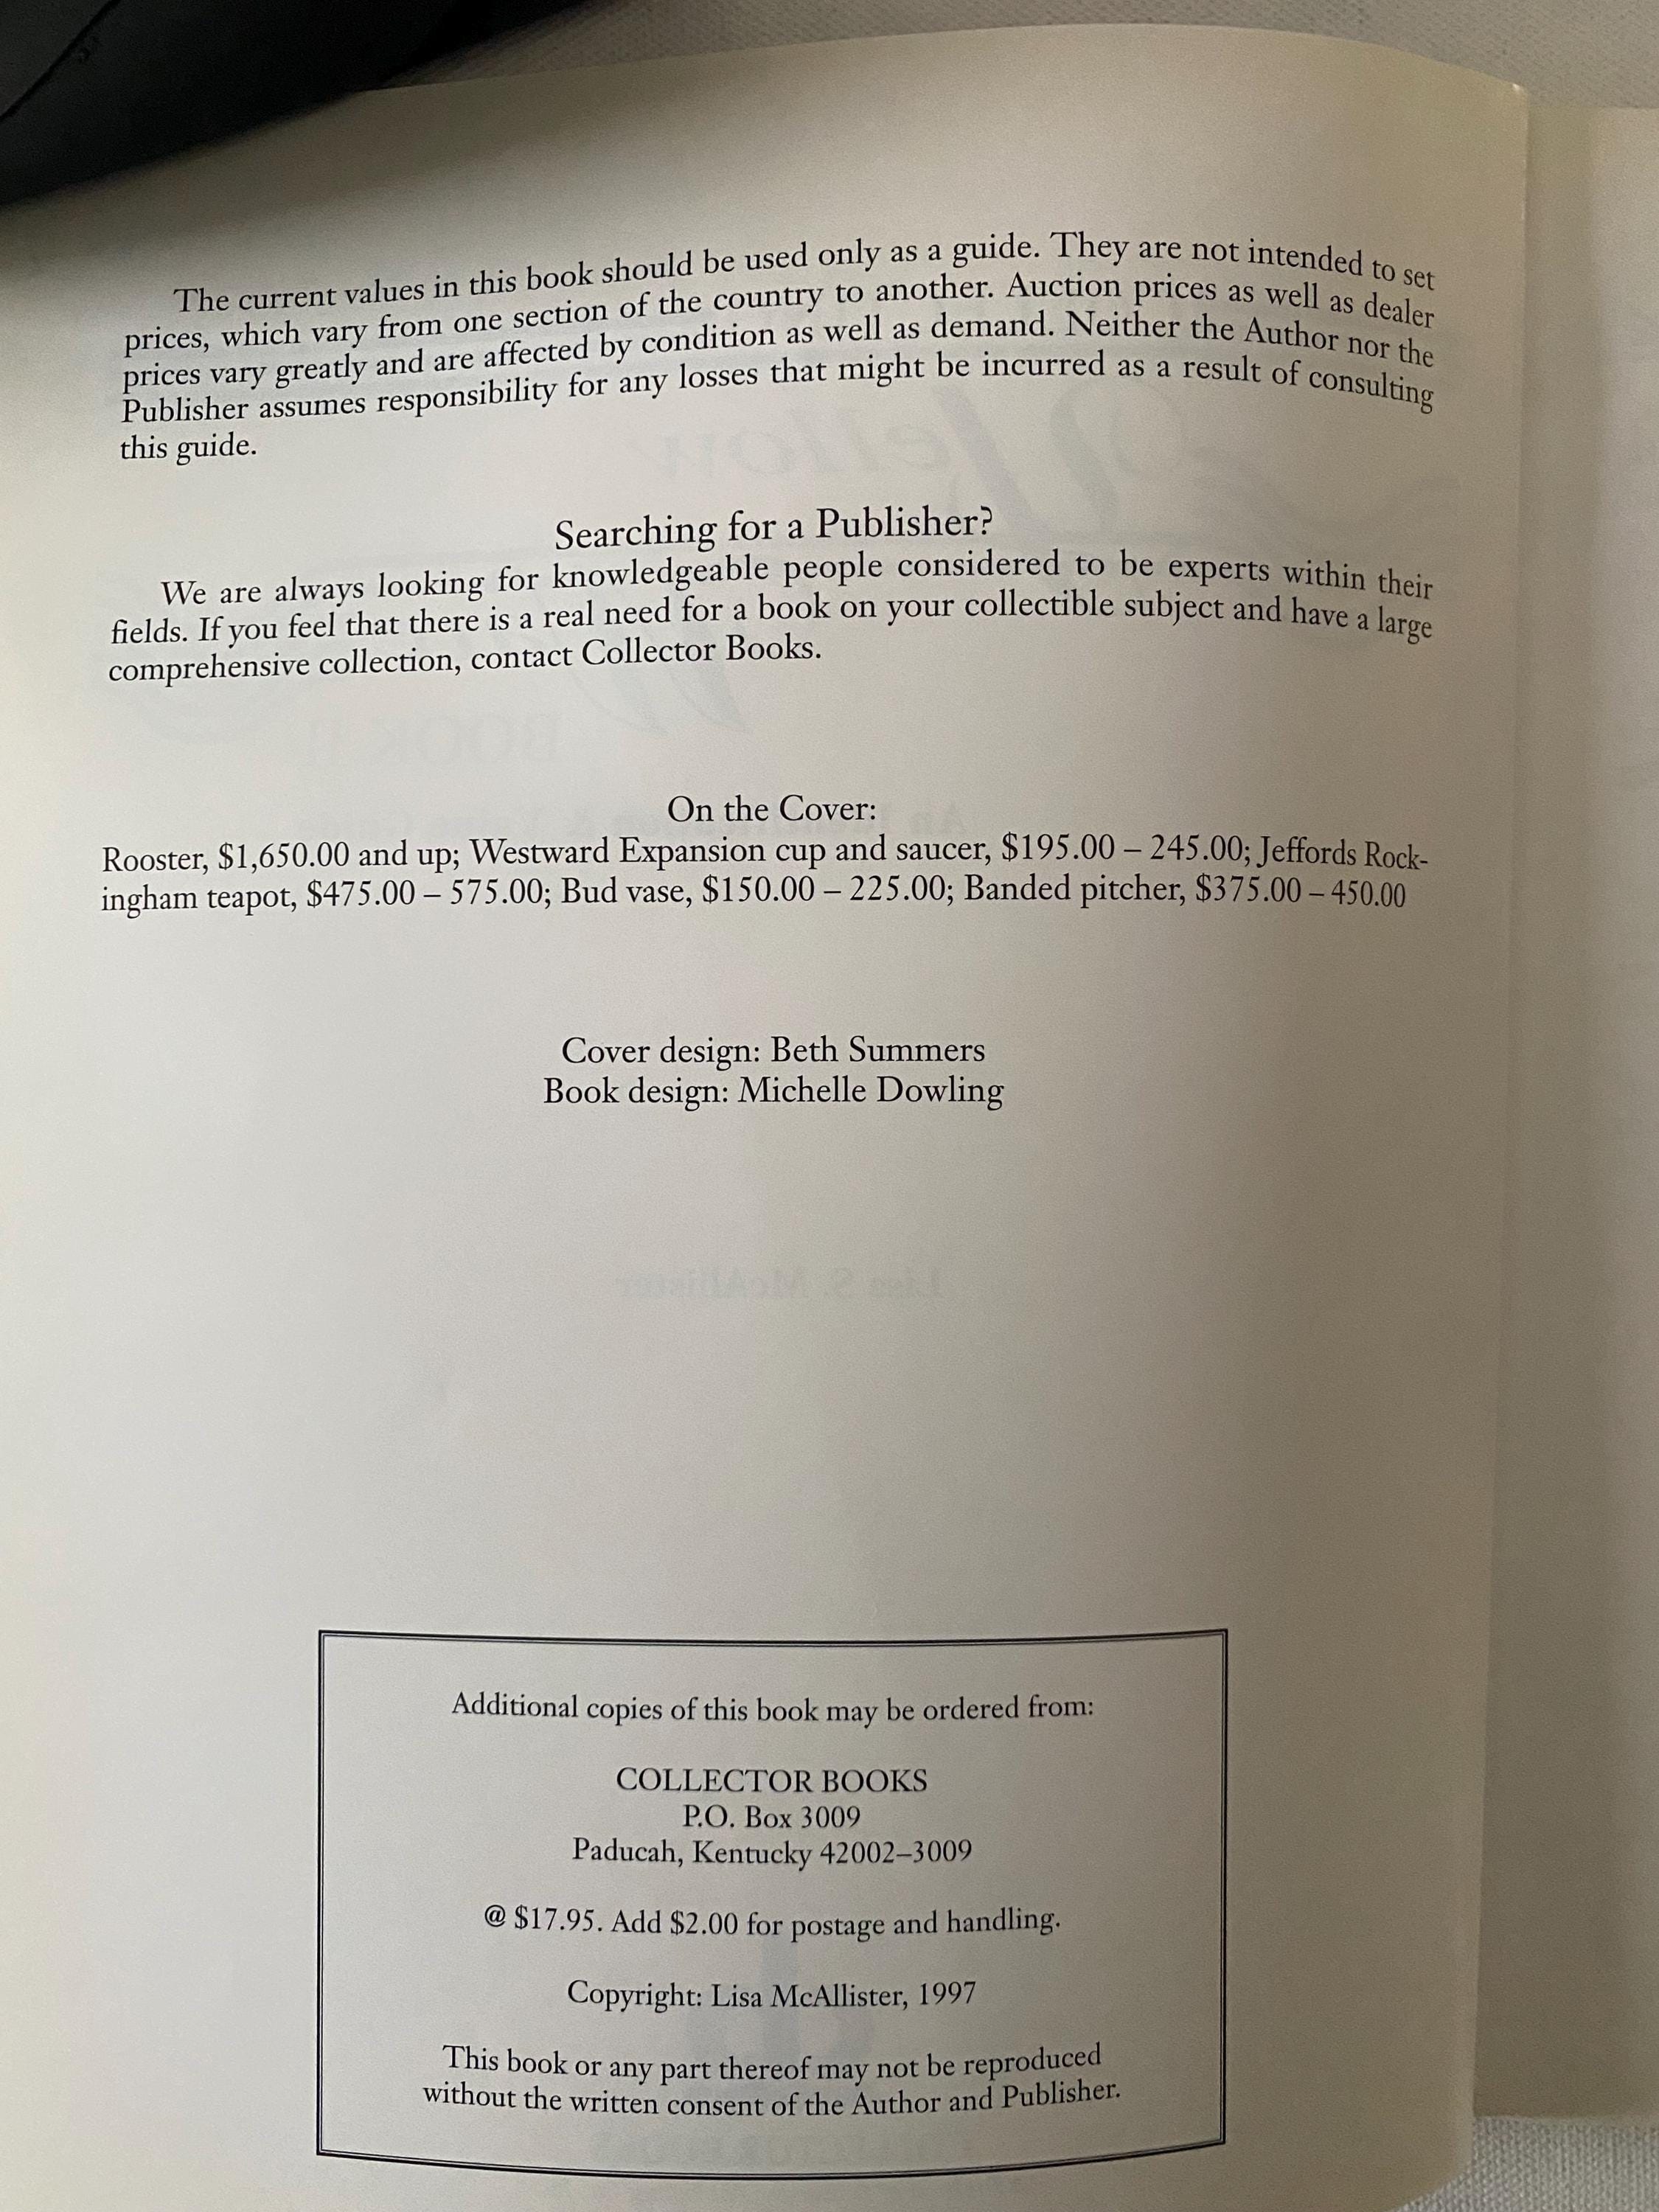 The current values in this book should be used only as a guide. They are not intended to set
prices, which vary from one section of the country to another. Auction prices as well as dealer
prices vary greatly and are affected by condition as well as demand. Neither the Author nor the
Publisher assumes responsibility for any losses that might be incurred as a result of consulting
this guide.
Searching for a Publisher?
We are always looking for knowledgeable people considered to be experts within their
fields. If you feel that there is a real need for a book on your collectible subject and have a large
comprehensive collection, contact Collector Books.
On the Cover:
Rooster, $1,650.00 and up; Westward Expansion cup and saucer, $195.00 – 245.00; Jeffords Rock-
ingham teapot, $475.00 – 575.00; Bud vase, $150.00 – 225.00; Banded pitcher, $375.00 – 450.00
Cover design: Beth Summers
Book design: Michelle Dowling
Additional copies of this book may be ordered from:
COLLECTOR BOOKS
P.O. Box 3009
Paducah, Kentucky 42002–3009
@ $17.95. Add $2.00 for postage and handling.
Copyright: Lisa McAllister, 1997
This book or any part thereof may not be reproduced
without the written consent of the Author and Publisher.